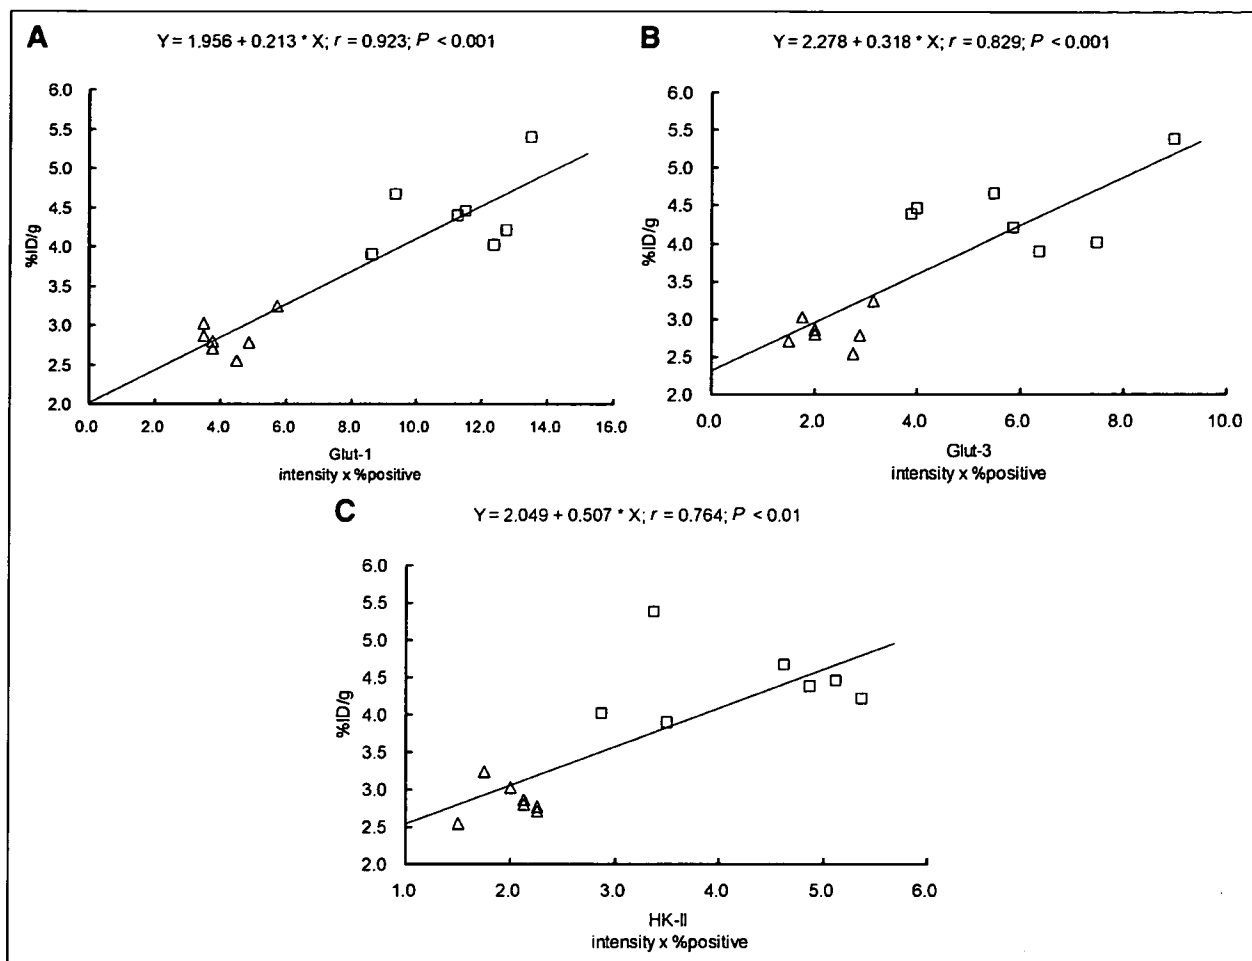 A
Y = 1.956 + 0.213 * X; r = 0.923; P < 0.001
%ID/g
6.0
5.5
5.0
4.5
4.0
3.5
3.0
2.5
2.0
0.0 2.0 4.0 6.0 8.0 10.0 12.0 14.0 16.0
Glut-1
intensity x %positive
B
Y = 2.278 + 0.318 * X; r = 0.829; P < 0.001
%ID/g
6.0
5.5
5.0
4.5
4.0
3.5
3.0
2.5
2.0
0.0 2.0 4.0 6.0 8.0 10.0
Glut-3
intensity x %positive
C
Y = 2.049 + 0.507 * X; r = 0.764; P < 0.01
%ID/g
6.0
5.5
5.0
4.5
4.0
3.5
3.0
2.5
2.0
1.0 2.0 3.0 4.0 5.0 6.0
HK-II
intensity x %positive